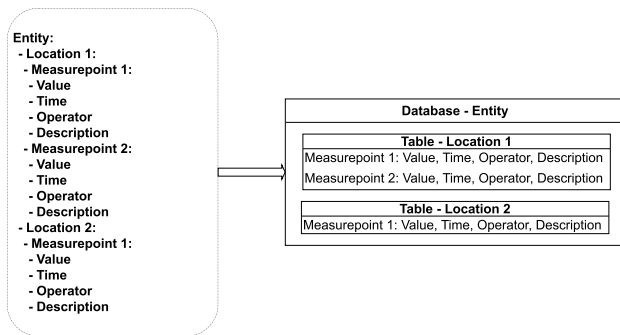 Entity:
- Location 1:
- Measurepoint 1:
- Value
- Time
- Operator
- Description
- Measurepoint 2:
- Value
- Time
- Operator
- Description
- Location 2:
- Measurepoint 1:
- Value
- Time
- Operator
- Description
Database - Entity
Table - Location 1
Measurepoint 1: Value, Time, Operator, Description
Measurepoint 2: Value, Time, Operator, Description
Table - Location 2
Measurepoint 1: Value, Time, Operator, Description